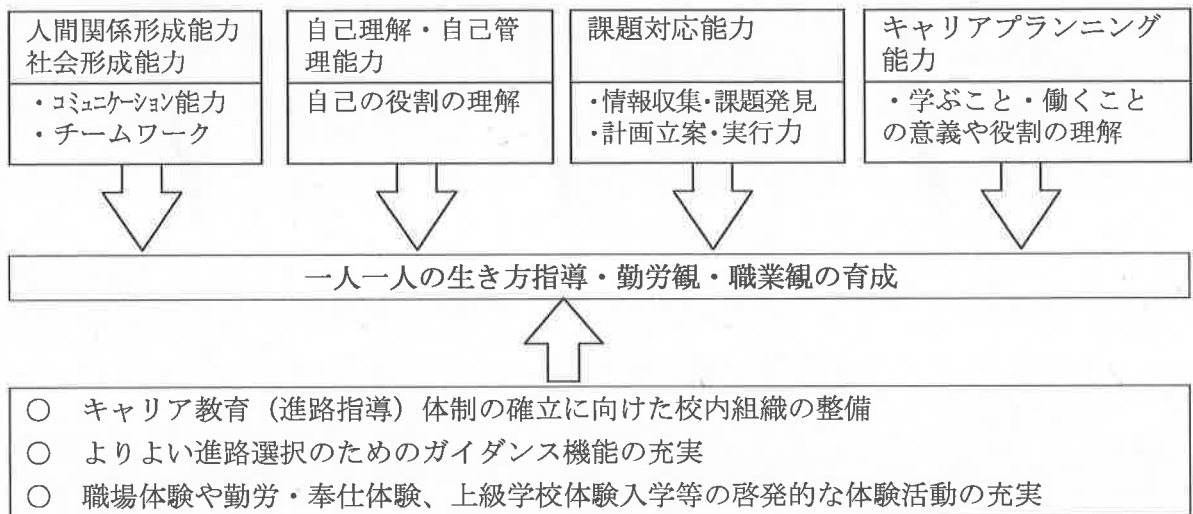 人間関係形成能力
社会形成能力
・コミュニケーション能力
・チームワーク
自己理解・自己管
理能力
自己の役割の理解
課題対応能力
・情報収集・課題発見
・計画立案・実行力
キャリアプランニング
能力
・学ぶこと・働くこと
の意義や役割の理解
一人一人の生き方指導・勤労観・職業観の育成
○ キャリア教育（進路指導）体制の確立に向けた校内組織の整備
○ よりよい進路選択のためのガイダンス機能の充実
○ 職場体験や勤労・奉仕体験、上級学校体験入学等の啓発的な体験活動の充実